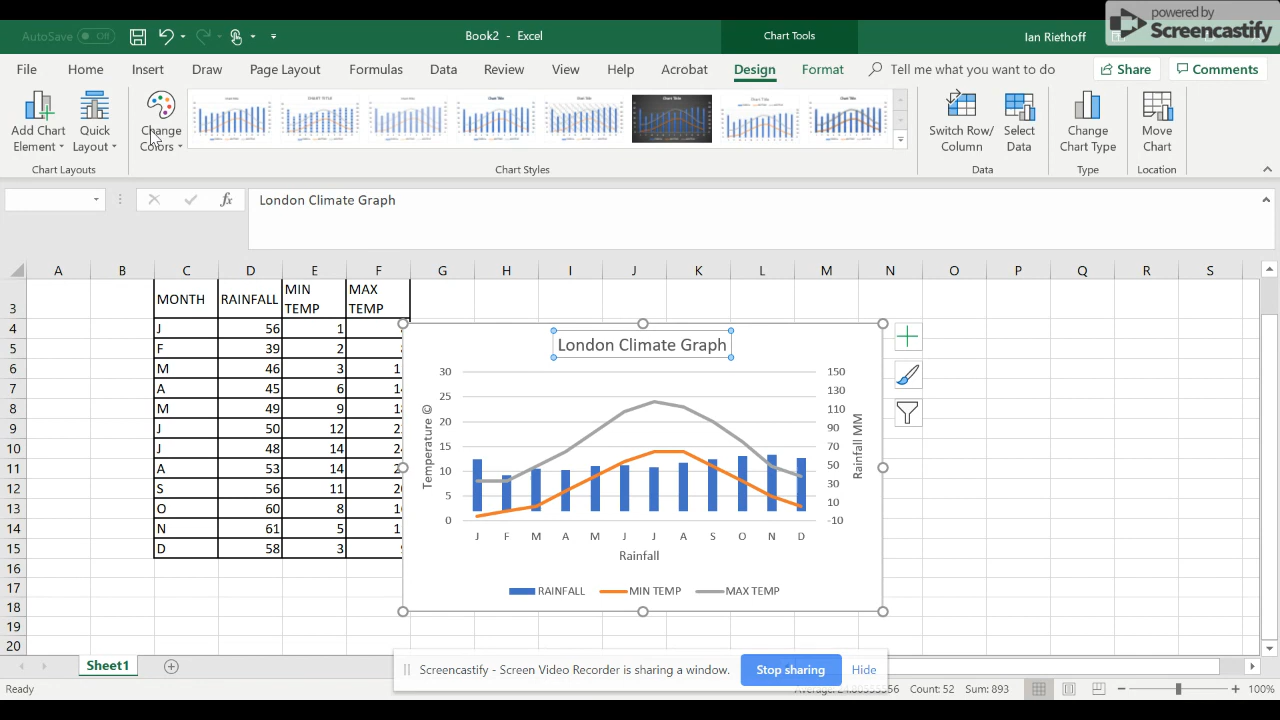 powered by
Screencastify
AutoSave Off
Book2 - Excel
Chart Tools
Ian Riethoff
File Home Insert Draw Page Layout Formulas Data Review View Help Acrobat Design Format Tell me what you want to do Share Comments
Add Chart Element
Quick Layout
Change Colors
Switch Row/ Column
Select Data
Change Chart Type
Move Chart
Chart Layouts
Chart Styles
Data
Type
Location
fx London Climate Graph
A B C D E F G H I J K L M N O P Q R S
3 MONTH RAINFALL MIN TEMP MAX TEMP
4 J 56 1
5 F 39 2
6 M 46 3
7 A 45 6
8 M 49 9
9 J 50 12
10 J 48 14
11 A 53 14
12 S 56 11
13 O 60 8
14 N 61 5
15 D 58 3
16
17
18
19
20
London Climate Graph
30
25
20
15
10
5
0
Temperature ©
150
130
110
90
70
50
30
10
-10
Rainfall MM
J F M A M J J A S O N D
Rainfall
RAINFALL MIN TEMP MAX TEMP
Sheet1
Screencastify - Screen Video Recorder is sharing a window. Stop sharing Hide
Ready
Count: 52 Sum: 893
100%